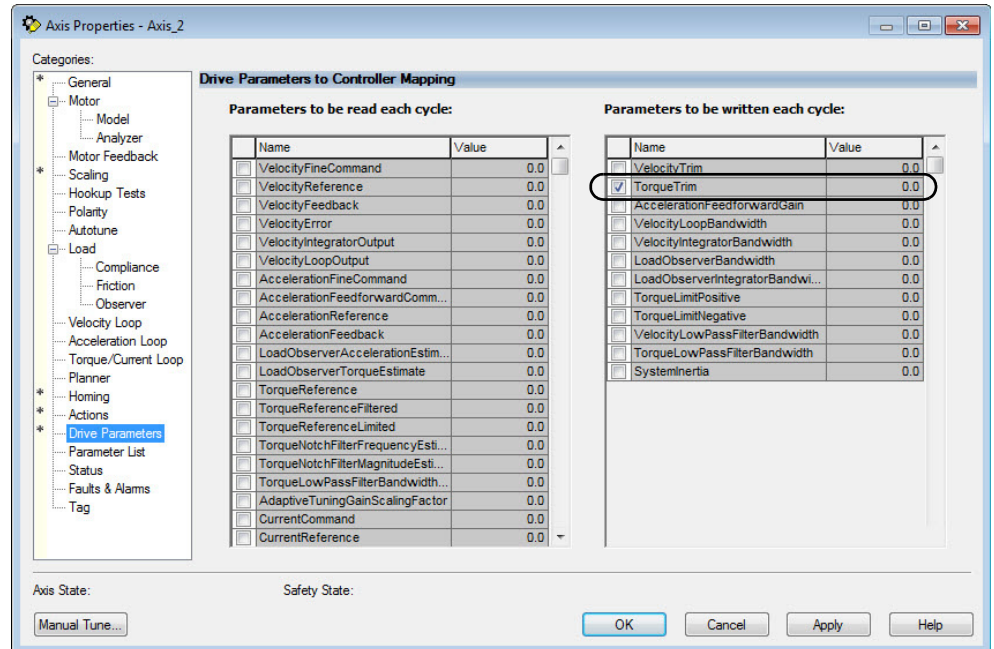 Axis Properties - Axis_2
Categories:
* General
Motor
Model
Analyzer
Motor Feedback
* Scaling
Hookup Tests
Polarity
Autotune
Load
Compliance
Friction
Observer
Velocity Loop
Acceleration Loop
Torque/Current Loop
Planner
* Homing
* Actions
* Drive Parameters
Parameter List
Status
Faults & Alarms
Tag
Drive Parameters to Controller Mapping
Parameters to be read each cycle:
Name Value
VelocityFineCommand 0.0
VelocityReference 0.0
VelocityFeedback 0.0
VelocityError 0.0
VelocityIntegratorOutput 0.0
VelocityLoopOutput 0.0
AccelerationFineCommand 0.0
AccelerationFeedforwardComm... 0.0
AccelerationReference 0.0
AccelerationFeedback 0.0
LoadObserverAccelerationEstim... 0.0
LoadObserverTorqueEstimate 0.0
TorqueReference 0.0
TorqueReferenceFiltered 0.0
TorqueReferenceLimited 0.0
TorqueNotchFilterFrequencyEsti... 0.0
TorqueNotchFilterMagnitudeEsti... 0.0
TorqueLowPassFilterBandwidth... 0.0
AdaptiveTuningGainScalingFactor 0.0
CurrentCommand 0.0
CurrentReference 0.0
Parameters to be written each cycle:
Name Value
VelocityTrim 0.0
TorqueTrim 0.0
AccelerationFeedforwardGain 0.0
VelocityLoopBandwidth 0.0
VelocityIntegratorBandwidth 0.0
LoadObserverBandwidth 0.0
LoadObserverIntegratorBandwi... 0.0
TorqueLimitPositive 0.0
TorqueLimitNegative 0.0
VelocityLowPassFilterBandwidth 0.0
TorqueLowPassFilterBandwidth 0.0
SystemInertia 0.0
Axis State:
Safety State:
Manual Tune...
OK
Cancel
Apply
Help